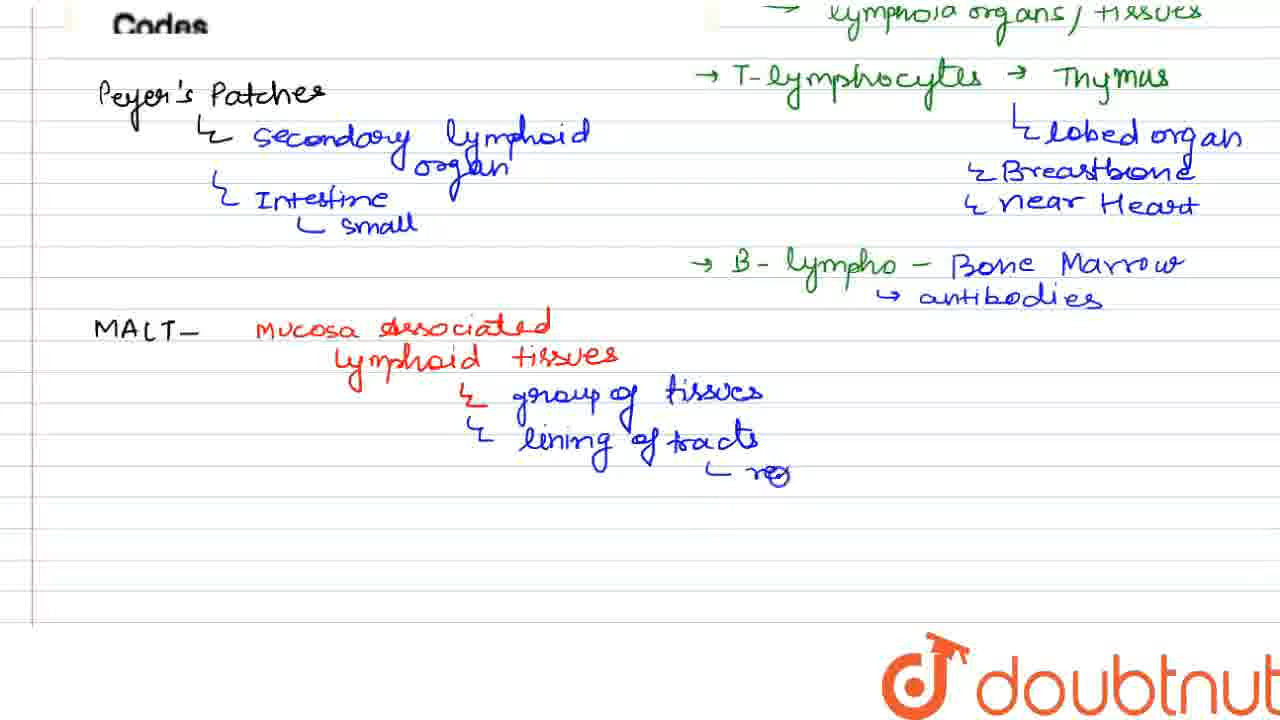 Codes
→ lymphoid organs / tissues
Peyer's Patches
↳ secondary lymphoid organ
↳ Intestine
↳ small
→ T-lymphocytes → Thymus
↳ lobed organ
↳ Breastbone
↳ near Heart
→ B- lympho - Bone Marrow
↳ antibodies
MALT - Mucosa Associated
lymphoid tissues
↳ group of tissues
↳ lining of tracts
doubtnut